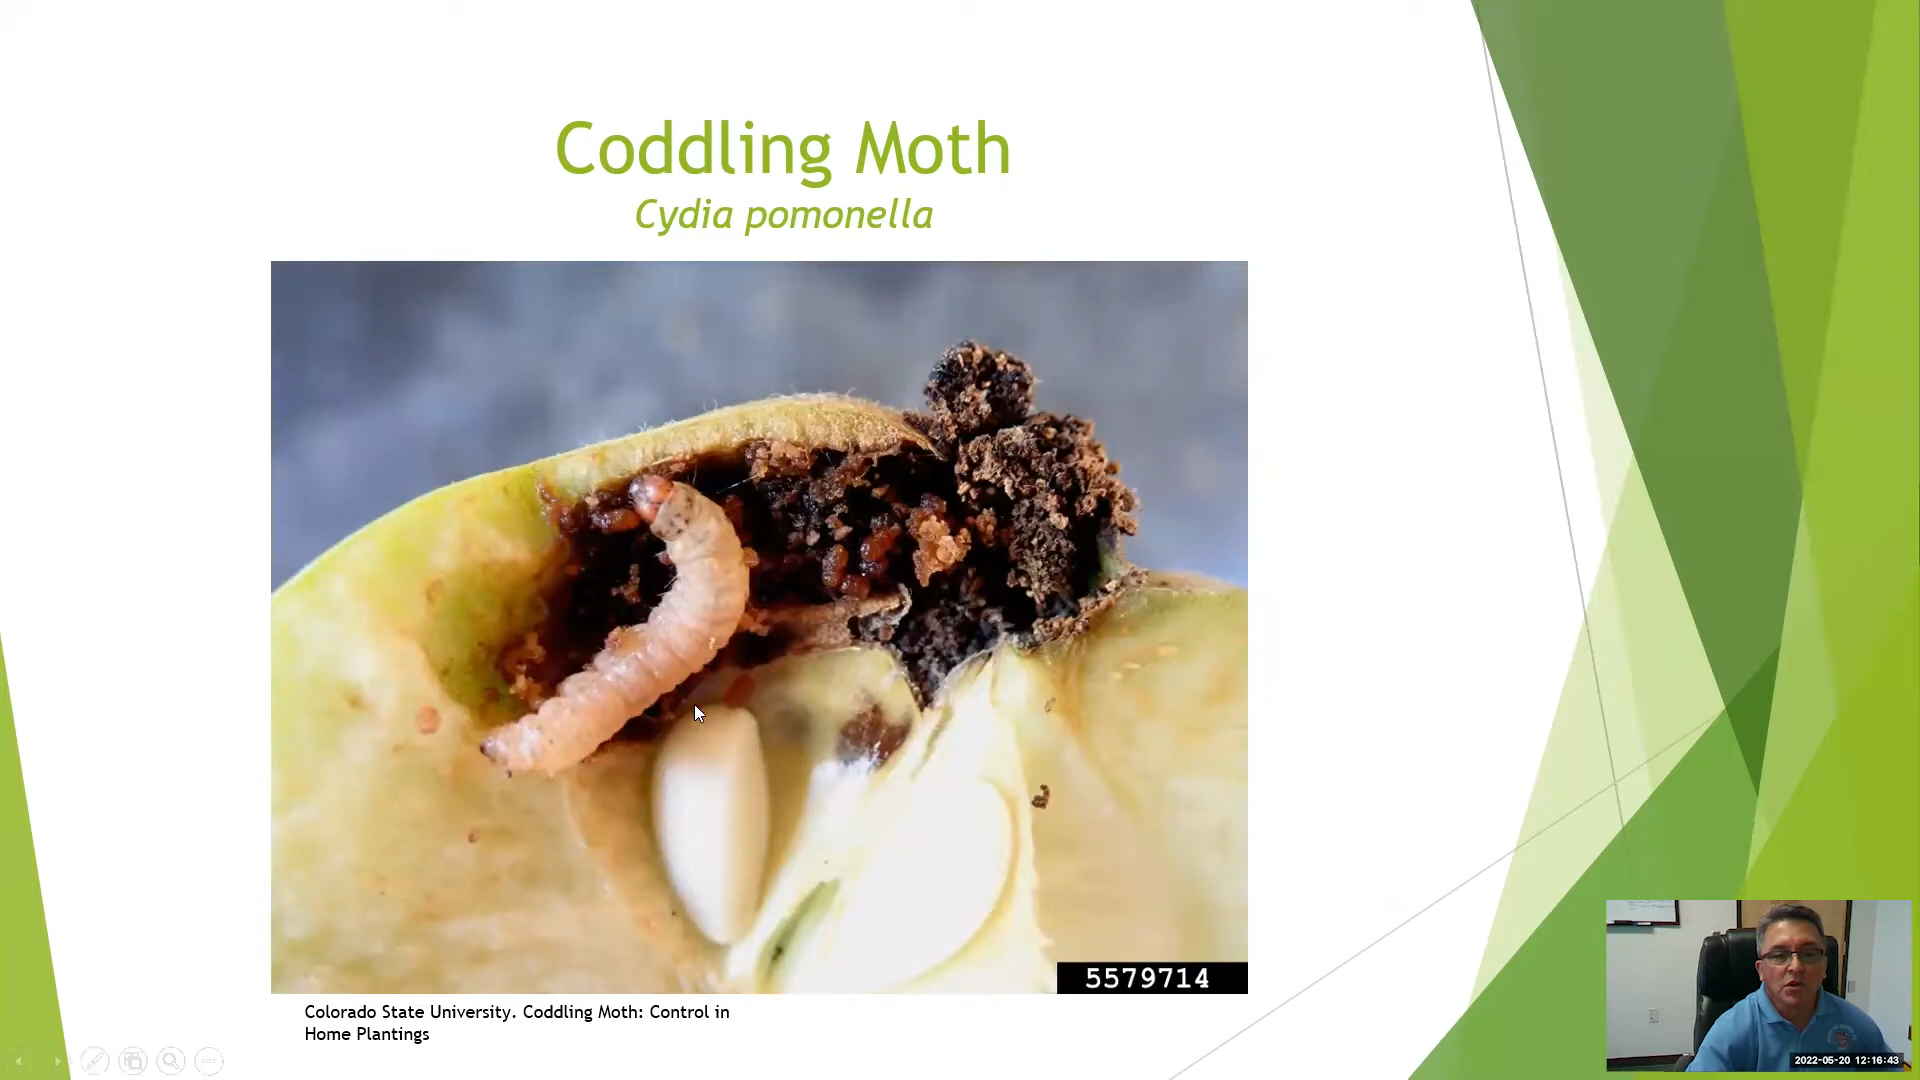 Coddling Moth
Cydia pomonella
5579714
Colorado State University. Coddling Moth: Control in
Home Plantings
2022-05-20 12:16:43